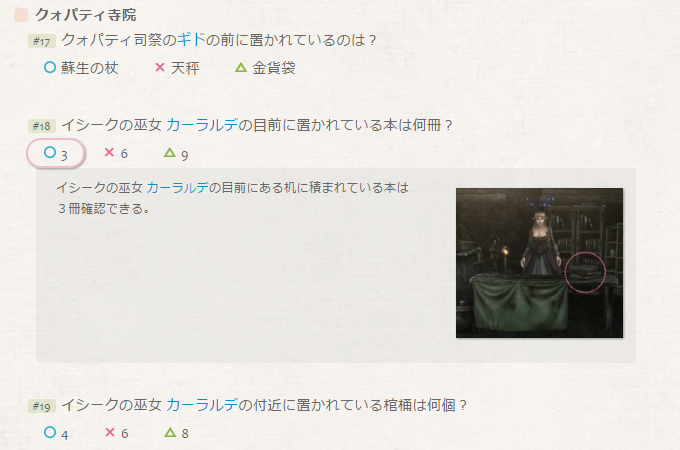 クォパティ寺院
#17 クォパティ司祭のギドの前に置かれているのは？
○ 蘇生の杖 × 天秤 △ 金貨袋
#18 イシークの巫女 カーラルデの目前に置かれている本は何冊？
○ 3 × 6 △ 9
イシークの巫女 カーラルデの目前にある机に積まれている本は
３冊確認できる。
#19 イシークの巫女 カーラルデの付近に置かれている棺桶は何個？
○ 4 × 6 △ 8